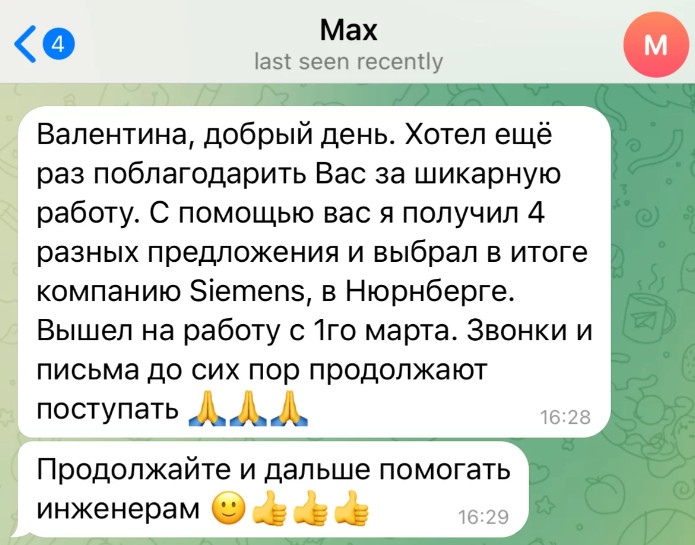 4
Max
last seen recently
M
Валентина, добрый день. Хотел ещё
раз поблагодарить Вас за шикарную
работу. С помощью вас я получил 4
разных предложения и выбрал в итоге
компанию Siemens, в Нюрнберге.
Вышел на работу с 1го марта. Звонки и
письма до сих пор продолжают
поступать 🙏🙏🙏
16:28
Продолжайте и дальше помогать
инженерам 🙂👍👍👍
16:29